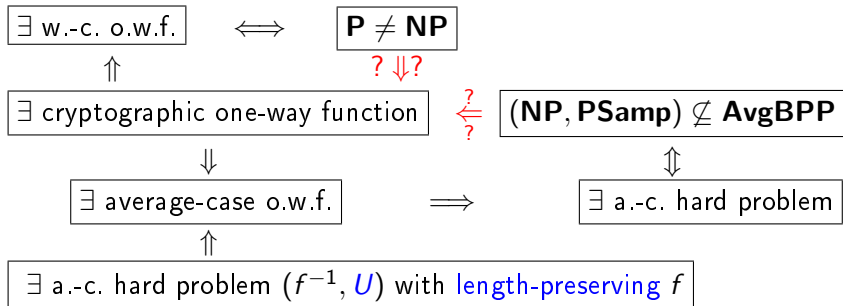 ∃ w.-c. o.w.f. ⟺ P ≠ NP
⇑ ? ⇓?
∃ cryptographic one-way function ?⇐? (NP, PSamp) ⊈ AvgBPP
⇓ ⇕
∃ average-case o.w.f. ⟹ ∃ a.-c. hard problem
⇑
∃ a.-c. hard problem (f⁻¹, U) with length-preserving f